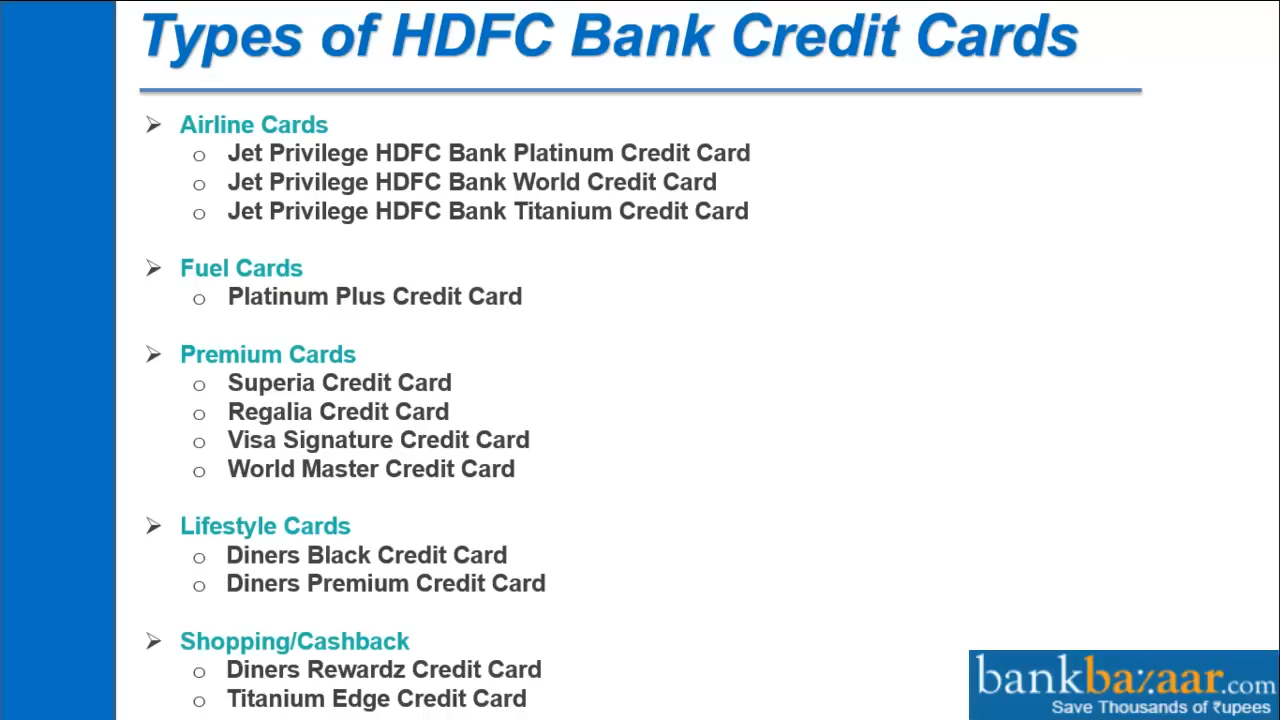 Types of HDFC Bank Credit Cards
➢ Airline Cards
o Jet Privilege HDFC Bank Platinum Credit Card
o Jet Privilege HDFC Bank World Credit Card
o Jet Privilege HDFC Bank Titanium Credit Card
➢ Fuel Cards
o Platinum Plus Credit Card
➢ Premium Cards
o Superia Credit Card
o Regalia Credit Card
o Visa Signature Credit Card
o World Master Credit Card
➢ Lifestyle Cards
o Diners Black Credit Card
o Diners Premium Credit Card
➢ Shopping/Cashback
o Diners Rewardz Credit Card
o Titanium Edge Credit Card
bankbazaar.com
Save Thousands of ₹upees